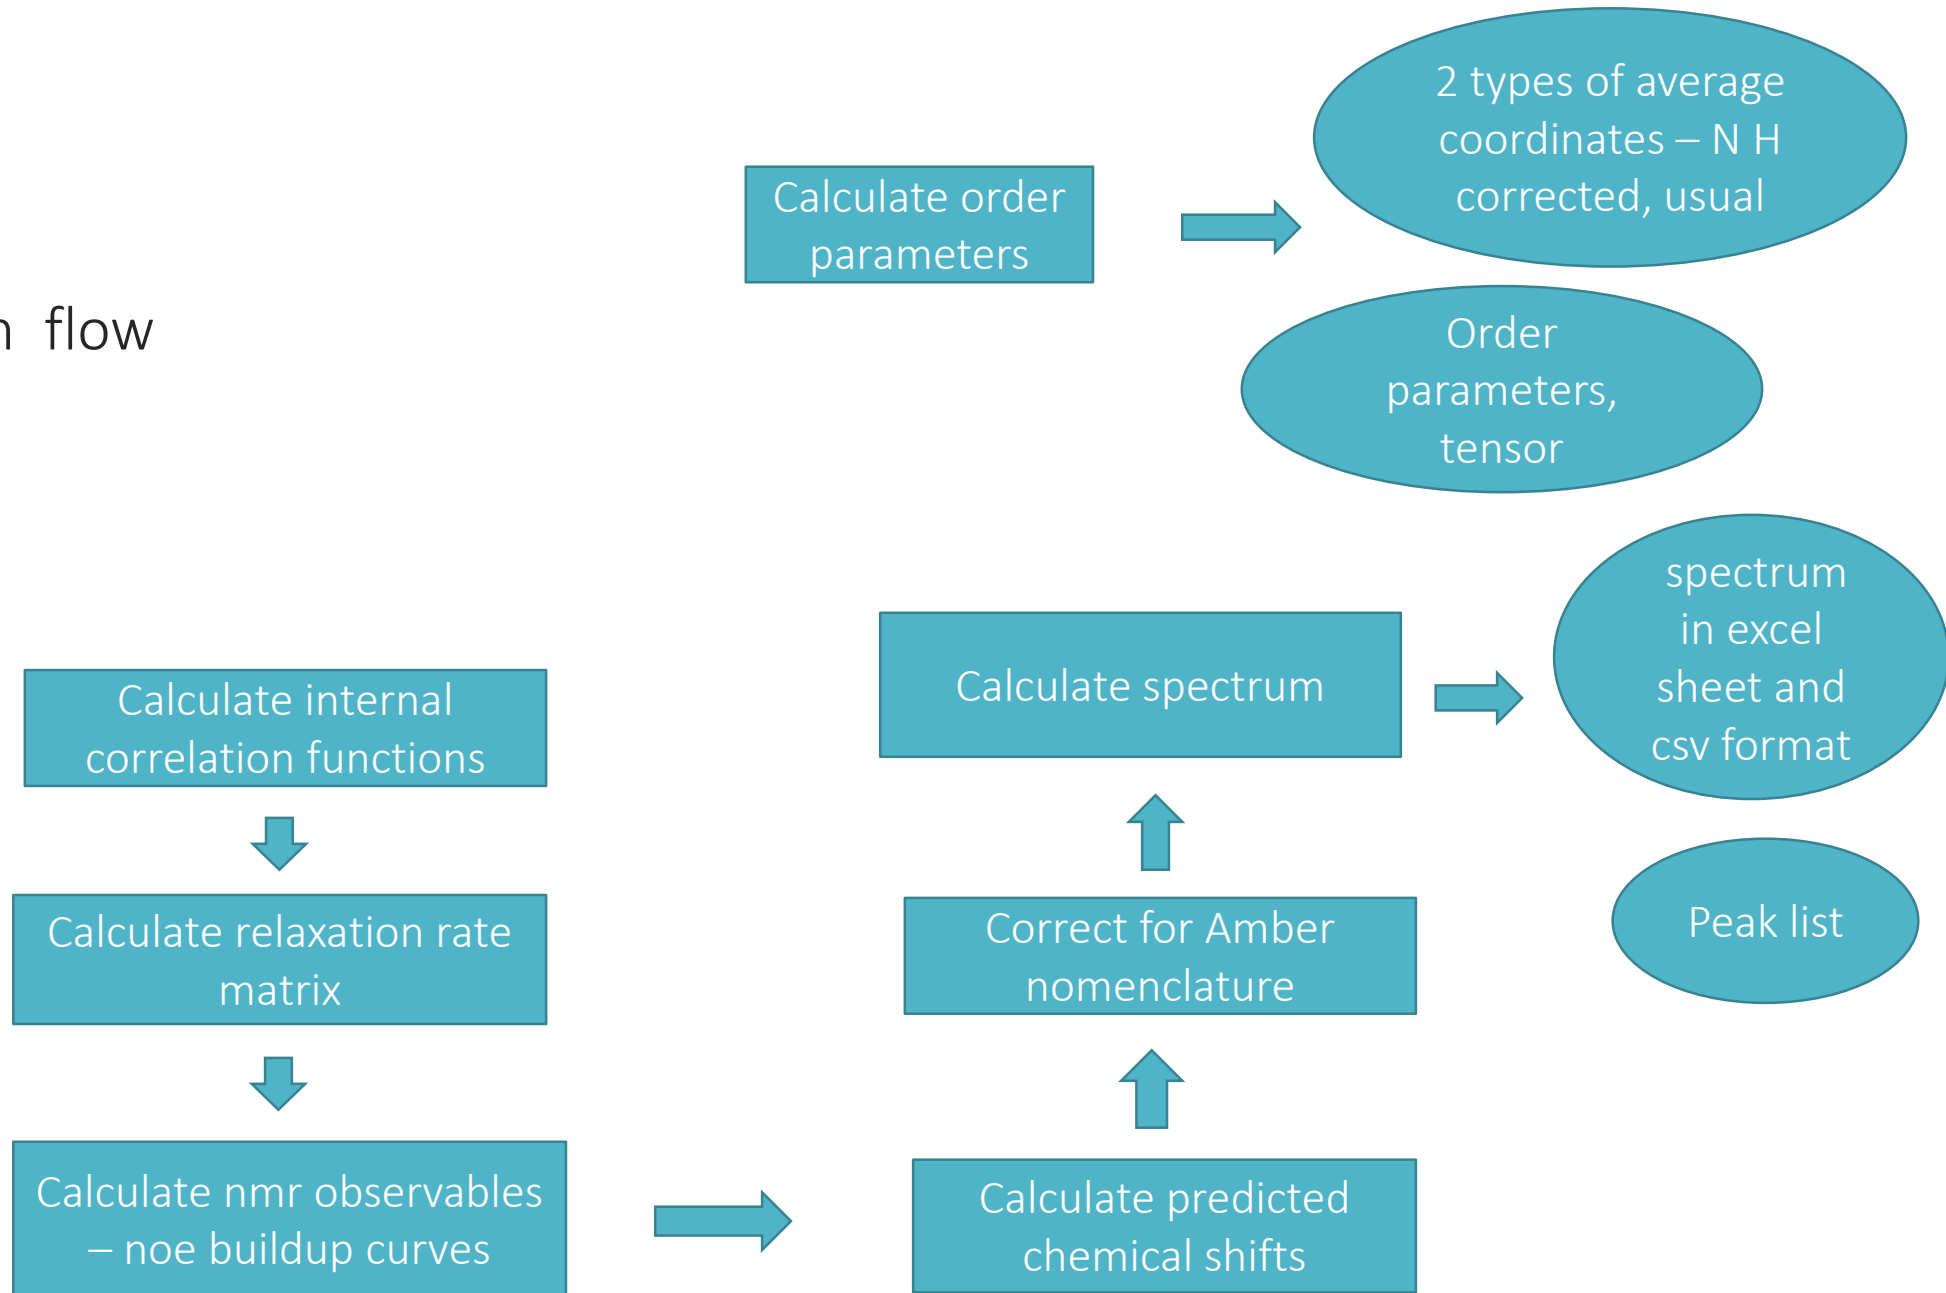 flow
Calculate order
parameters
2 types of average
coordinates – N H
corrected, usual
Order
parameters,
tensor
Calculate internal
correlation functions
Calculate relaxation rate
matrix
Calculate nmr observables
– noe buildup curves
Calculate predicted
chemical shifts
Correct for Amber
nomenclature
Calculate spectrum
spectrum
in excel
sheet and
csv format
Peak list